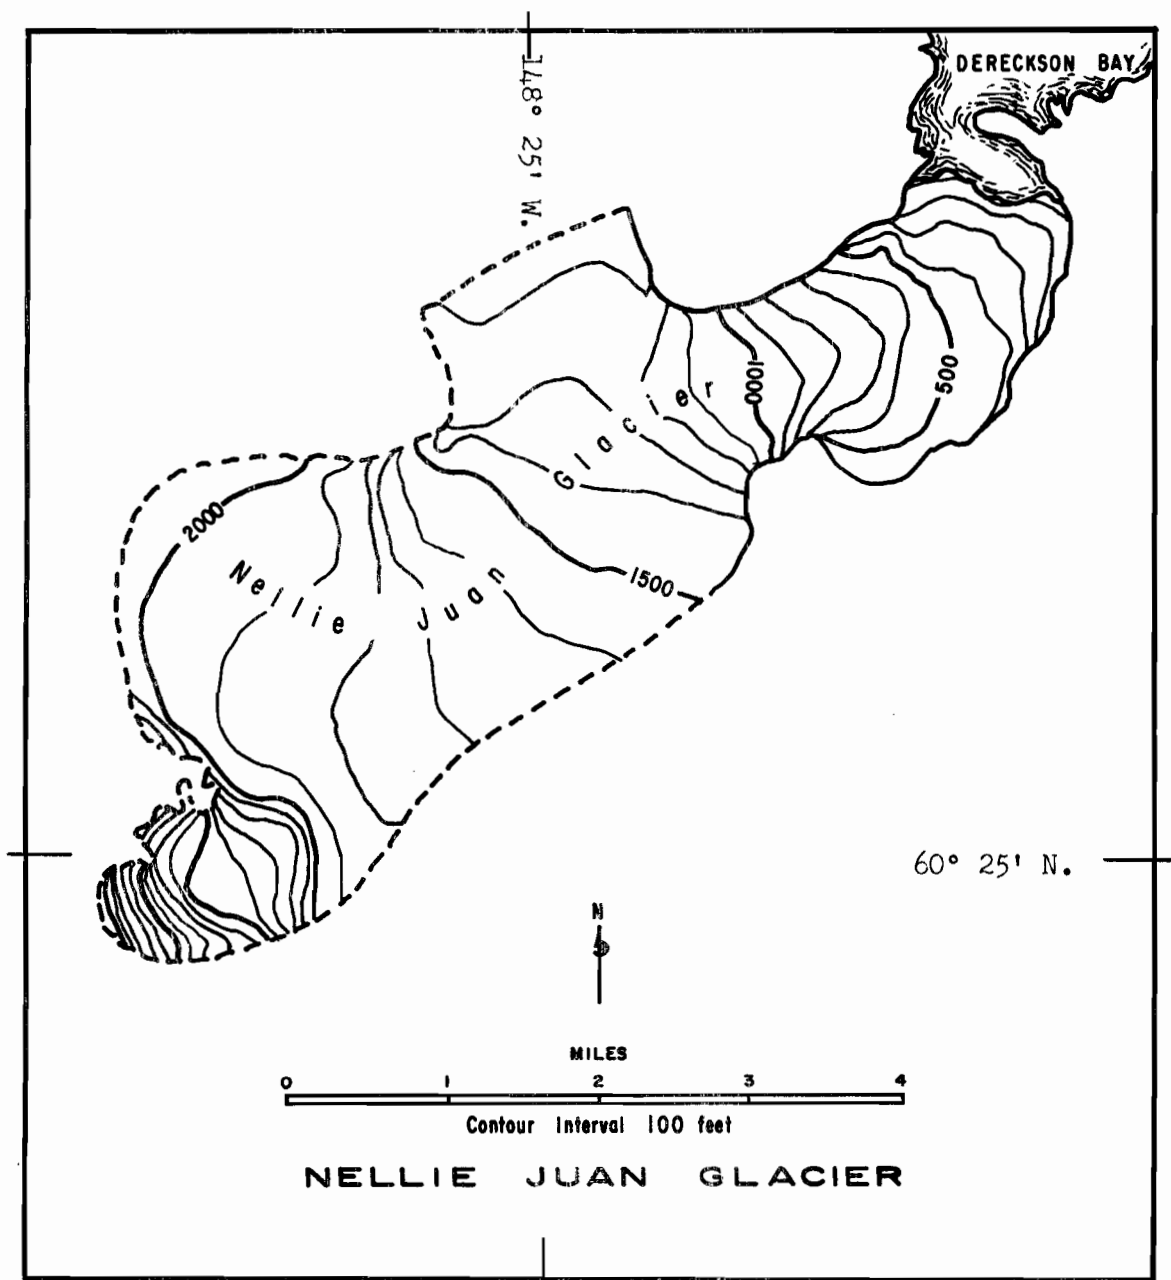 DERECKSON BAY
148° 25' W.
500
1000
Glacier
2000
1500
Nellie Juan
60° 25' N.
N
MILES
0 1 2 3 4
Contour Interval 100 feet
NELLIE JUAN GLACIER